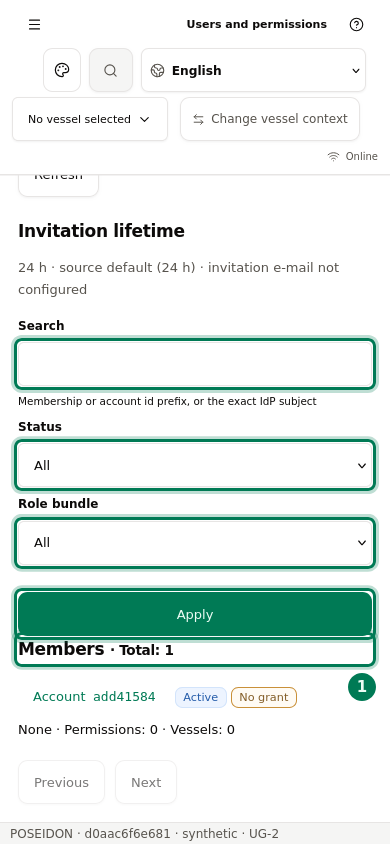 Users and permissions
English
No vessel selected
Change vessel context
Online
Refresh
Invitation lifetime
24 h · source default (24 h) · invitation e-mail not
configured
Search
Membership or account id prefix, or the exact IdP subject
Status
All
Role bundle
All
Apply
Members · Total: 1
1
Account add41584 Active No grant
None · Permissions: 0 · Vessels: 0
Previous Next
POSEIDON · d0aac6f6e681 · synthetic · UG-2